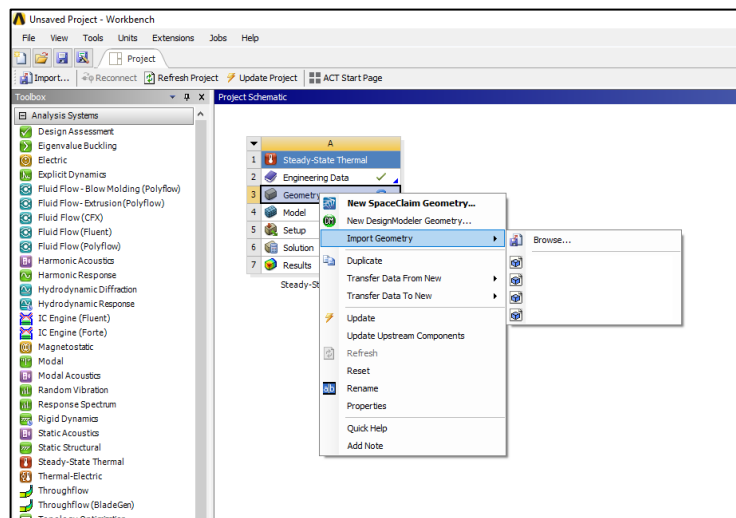 Unsaved Project - Workbench
File View Tools Units Extensions Jobs Help
Project
Import... Reconnect Refresh Project Update Project ACT Start Page
Toolbox
Project Schematic
Analysis Systems
Design Assessment
Eigenvalue Buckling
Electric
Explicit Dynamics
Fluid Flow - Blow Molding (Polyflow)
Fluid Flow - Extrusion (Polyflow)
Fluid Flow (CFX)
Fluid Flow (Fluent)
Fluid Flow (Polyflow)
Harmonic Acoustics
Harmonic Response
Hydrodynamic Diffraction
Hydrodynamic Response
IC Engine (Fluent)
IC Engine (Forte)
Magnetostatic
Modal
Modal Acoustics
Random Vibration
Response Spectrum
Rigid Dynamics
Static Acoustics
Static Structural
Steady-State Thermal
Thermal-Electric
Throughflow
Throughflow (BladeGen)
A
1 Steady-State Thermal
2 Engineering Data
3 Geometry
4 Model
5 Setup
6 Solution
7 Results
Steady-St
New SpaceClaim Geometry...
New DesignModeler Geometry...
Import Geometry
Browse...
Duplicate
Transfer Data From New
Transfer Data To New
Update
Update Upstream Components
Refresh
Reset
Rename
Properties
Quick Help
Add Note